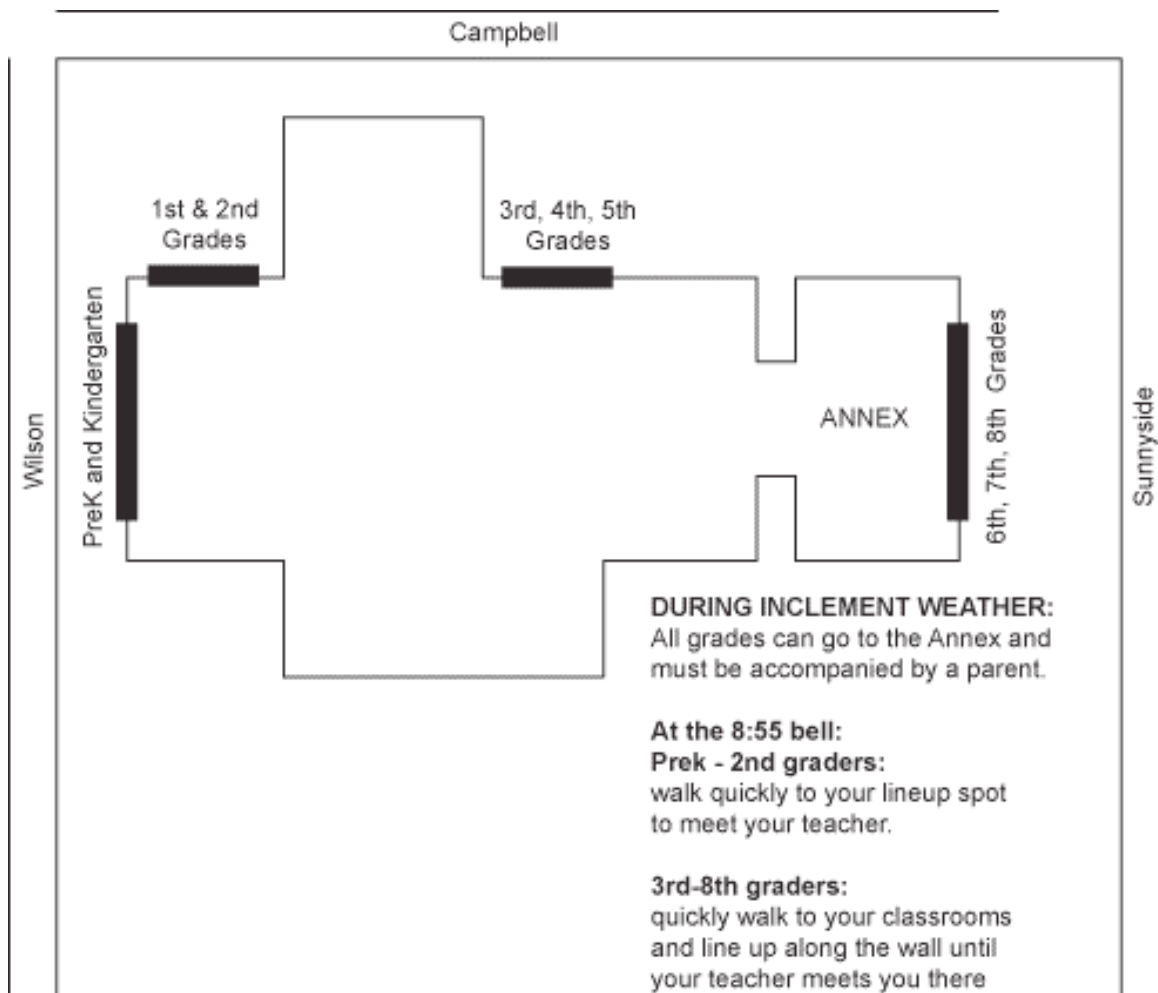 Campbell
1st & 2nd
Grades
3rd, 4th, 5th
Grades
PreK and Kindergarten
Wilson
ANNEX
6th, 7th, 8th Grades
Sunnyside
DURING INCLEMENT WEATHER:
All grades can go to the Annex and
must be accompanied by a parent.
At the 8:55 bell:
Prek - 2nd graders:
walk quickly to your lineup spot
to meet your teacher.
3rd-8th graders:
quickly walk to your classrooms
and line up along the wall until
your teacher meets you there